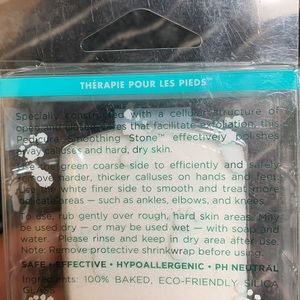 THÉRAPIE POUR LES PIEDS
Specially constructed with a cellular structure of
open that facilitate exfoliation, this
Pedicure Smoothing Stone effectively polishes
away calluses and hard, dry skin.
Use green coarse side to efficiently and safely
remove harder, thicker calluses on hands and feet.
Use the white finer side to smooth and treat more
delicate areas — such as ankles, elbows, and knees.
To use, rub gently over rough, hard skin areas. May
be used dry — or may be used wet — with soap and
water. Please rinse and keep in dry area after use.
Note: Remove protective shrinkwrap before using.
SAFE • EFFECTIVE • HYPOALLERGENIC • PH NEUTRAL
Ingredients: 100% BAKED, ECO-FRIENDLY SILICA
GLASS